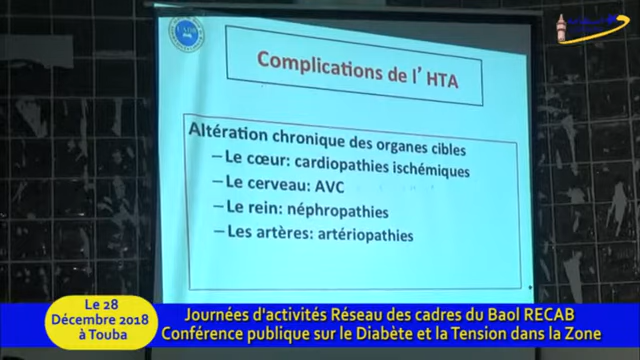 Complications de l' HTA
Altération chronique des organes cibles
– Le cœur: cardiopathies ischémiques
– Le cerveau: AVC
– Le rein: néphropathies
– Les artères: artériopathies
Le 28
Décembre 2018
à Touba
Journées d'activités Réseau des cadres du Baol RECAB
Conférence publique sur le Diabète et la Tension dans la Zone